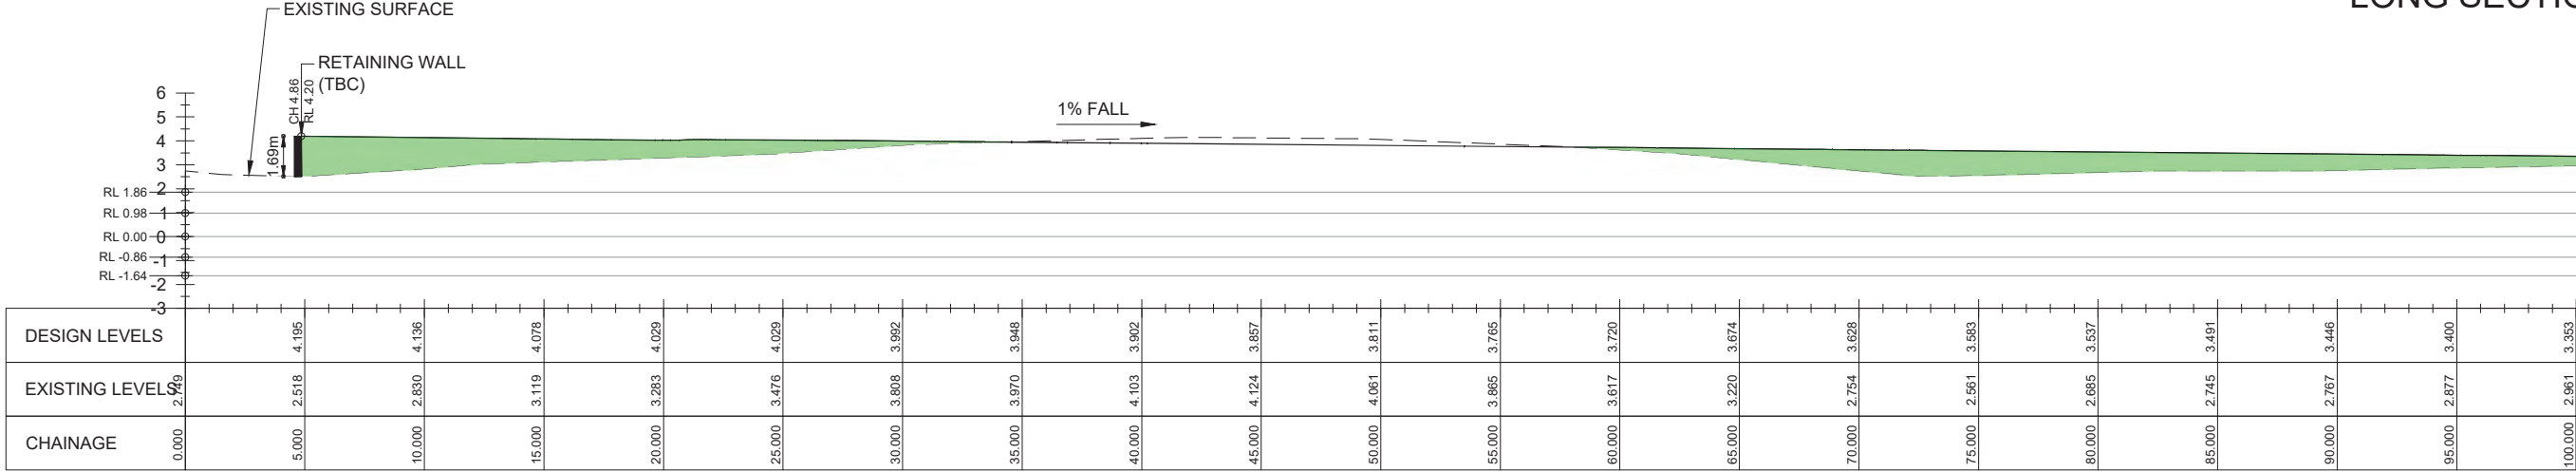 LONG SECTIO
EXISTING SURFACE
RETAINING WALL
(TBC)
CH 4.86
RL 4.20
1.69m
1% FALL
6
5
4
3
2
RL 1.86
RL 0.98 1
RL 0.00 0
RL -0.86
-1
RL -1.64
-2
-3
DESIGN LEVELS 4.195 4.136 4.078 4.029 4.029 3.992 3.948 3.902 3.857 3.811 3.765 3.720 3.674 3.628 3.583 3.537 3.491 3.446 3.400 3.353
EXISTING LEVELS 2.749 2.518 2.830 3.119 3.283 3.476 3.808 3.970 4.103 4.124 4.061 3.865 3.617 3.220 2.754 2.561 2.685 2.745 2.767 2.877 2.961
CHAINAGE 0.000 5.000 10.000 15.000 20.000 25.000 30.000 35.000 40.000 45.000 50.000 55.000 60.000 65.000 70.000 75.000 80.000 85.000 90.000 95.000 100.000